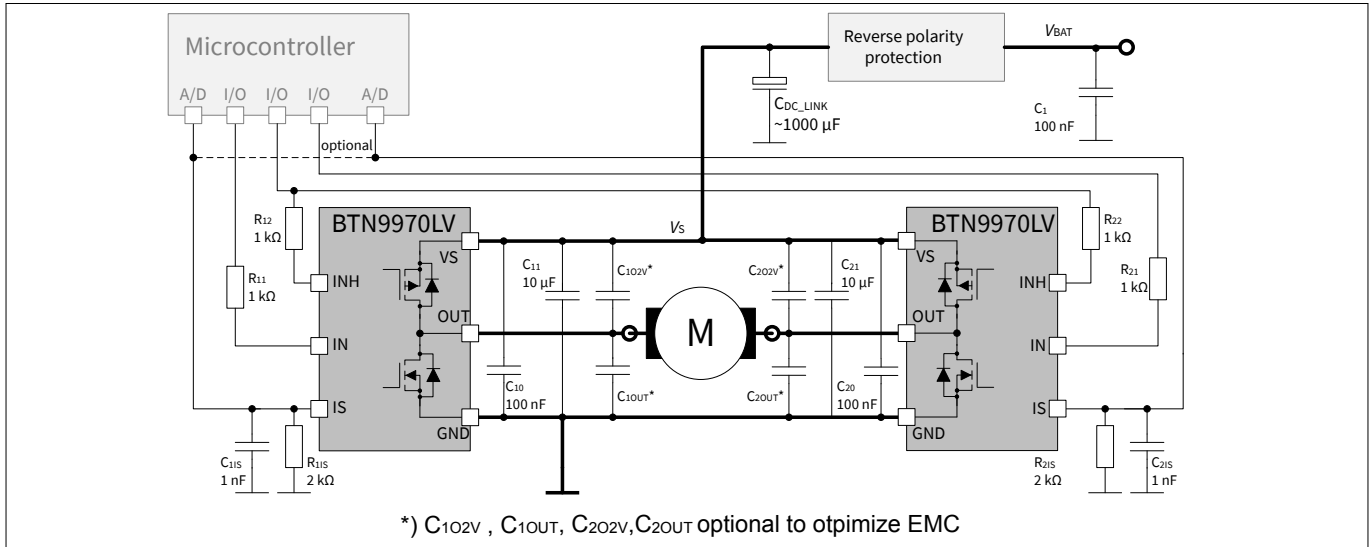 Microcontroller
A/D I/O I/O I/O A/D
optional
Reverse polarity
protection
VBAT
CDC_LINK
~1000 µF
C1
100 nF
R12
1 kΩ
R11
1 kΩ
BTN9970LV
VS
INH
OUT
IN
IS
GND
C1IS
1 nF
R1IS
2 kΩ
VS
C11
10 µF
C1O2V*
C10
100 nF
C1OUT*
M
C2O2V*
C21
10 µF
C2OUT*
C20
100 nF
BTN9970LV
VS
INH
OUT
IN
IS
GND
R22
1 kΩ
R21
1 kΩ
R2IS
2 kΩ
C2IS
1 nF
*) C1O2V , C1OUT, C2O2V,C2OUT optional to otpimize EMC